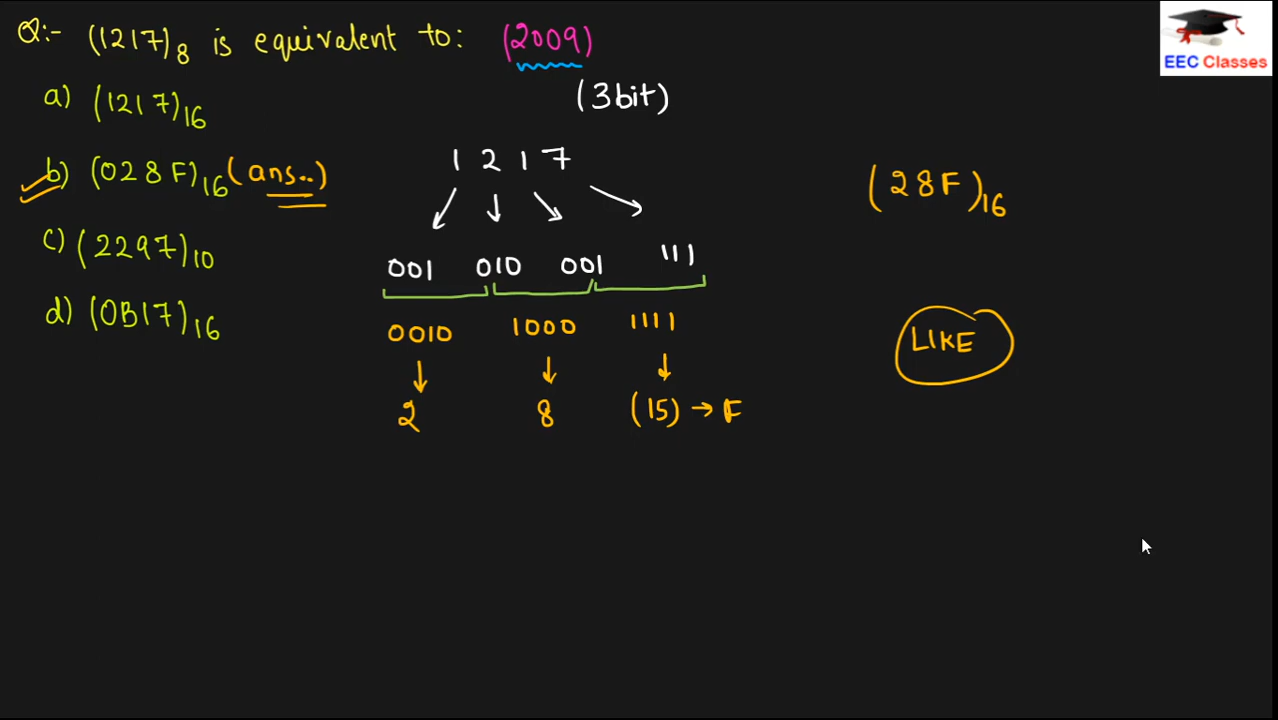 Q:- (1217)8 is equivalent to: (2009)
a) (1217)16
(3bit)
b) (028F)16 (ans..)
c) (2297)10
d) (0B17)16
1 2 1 7
001 010 001 111
0010 1000 1111
2 8 (15) → F
(28F)16
LIKE
EEC Classes